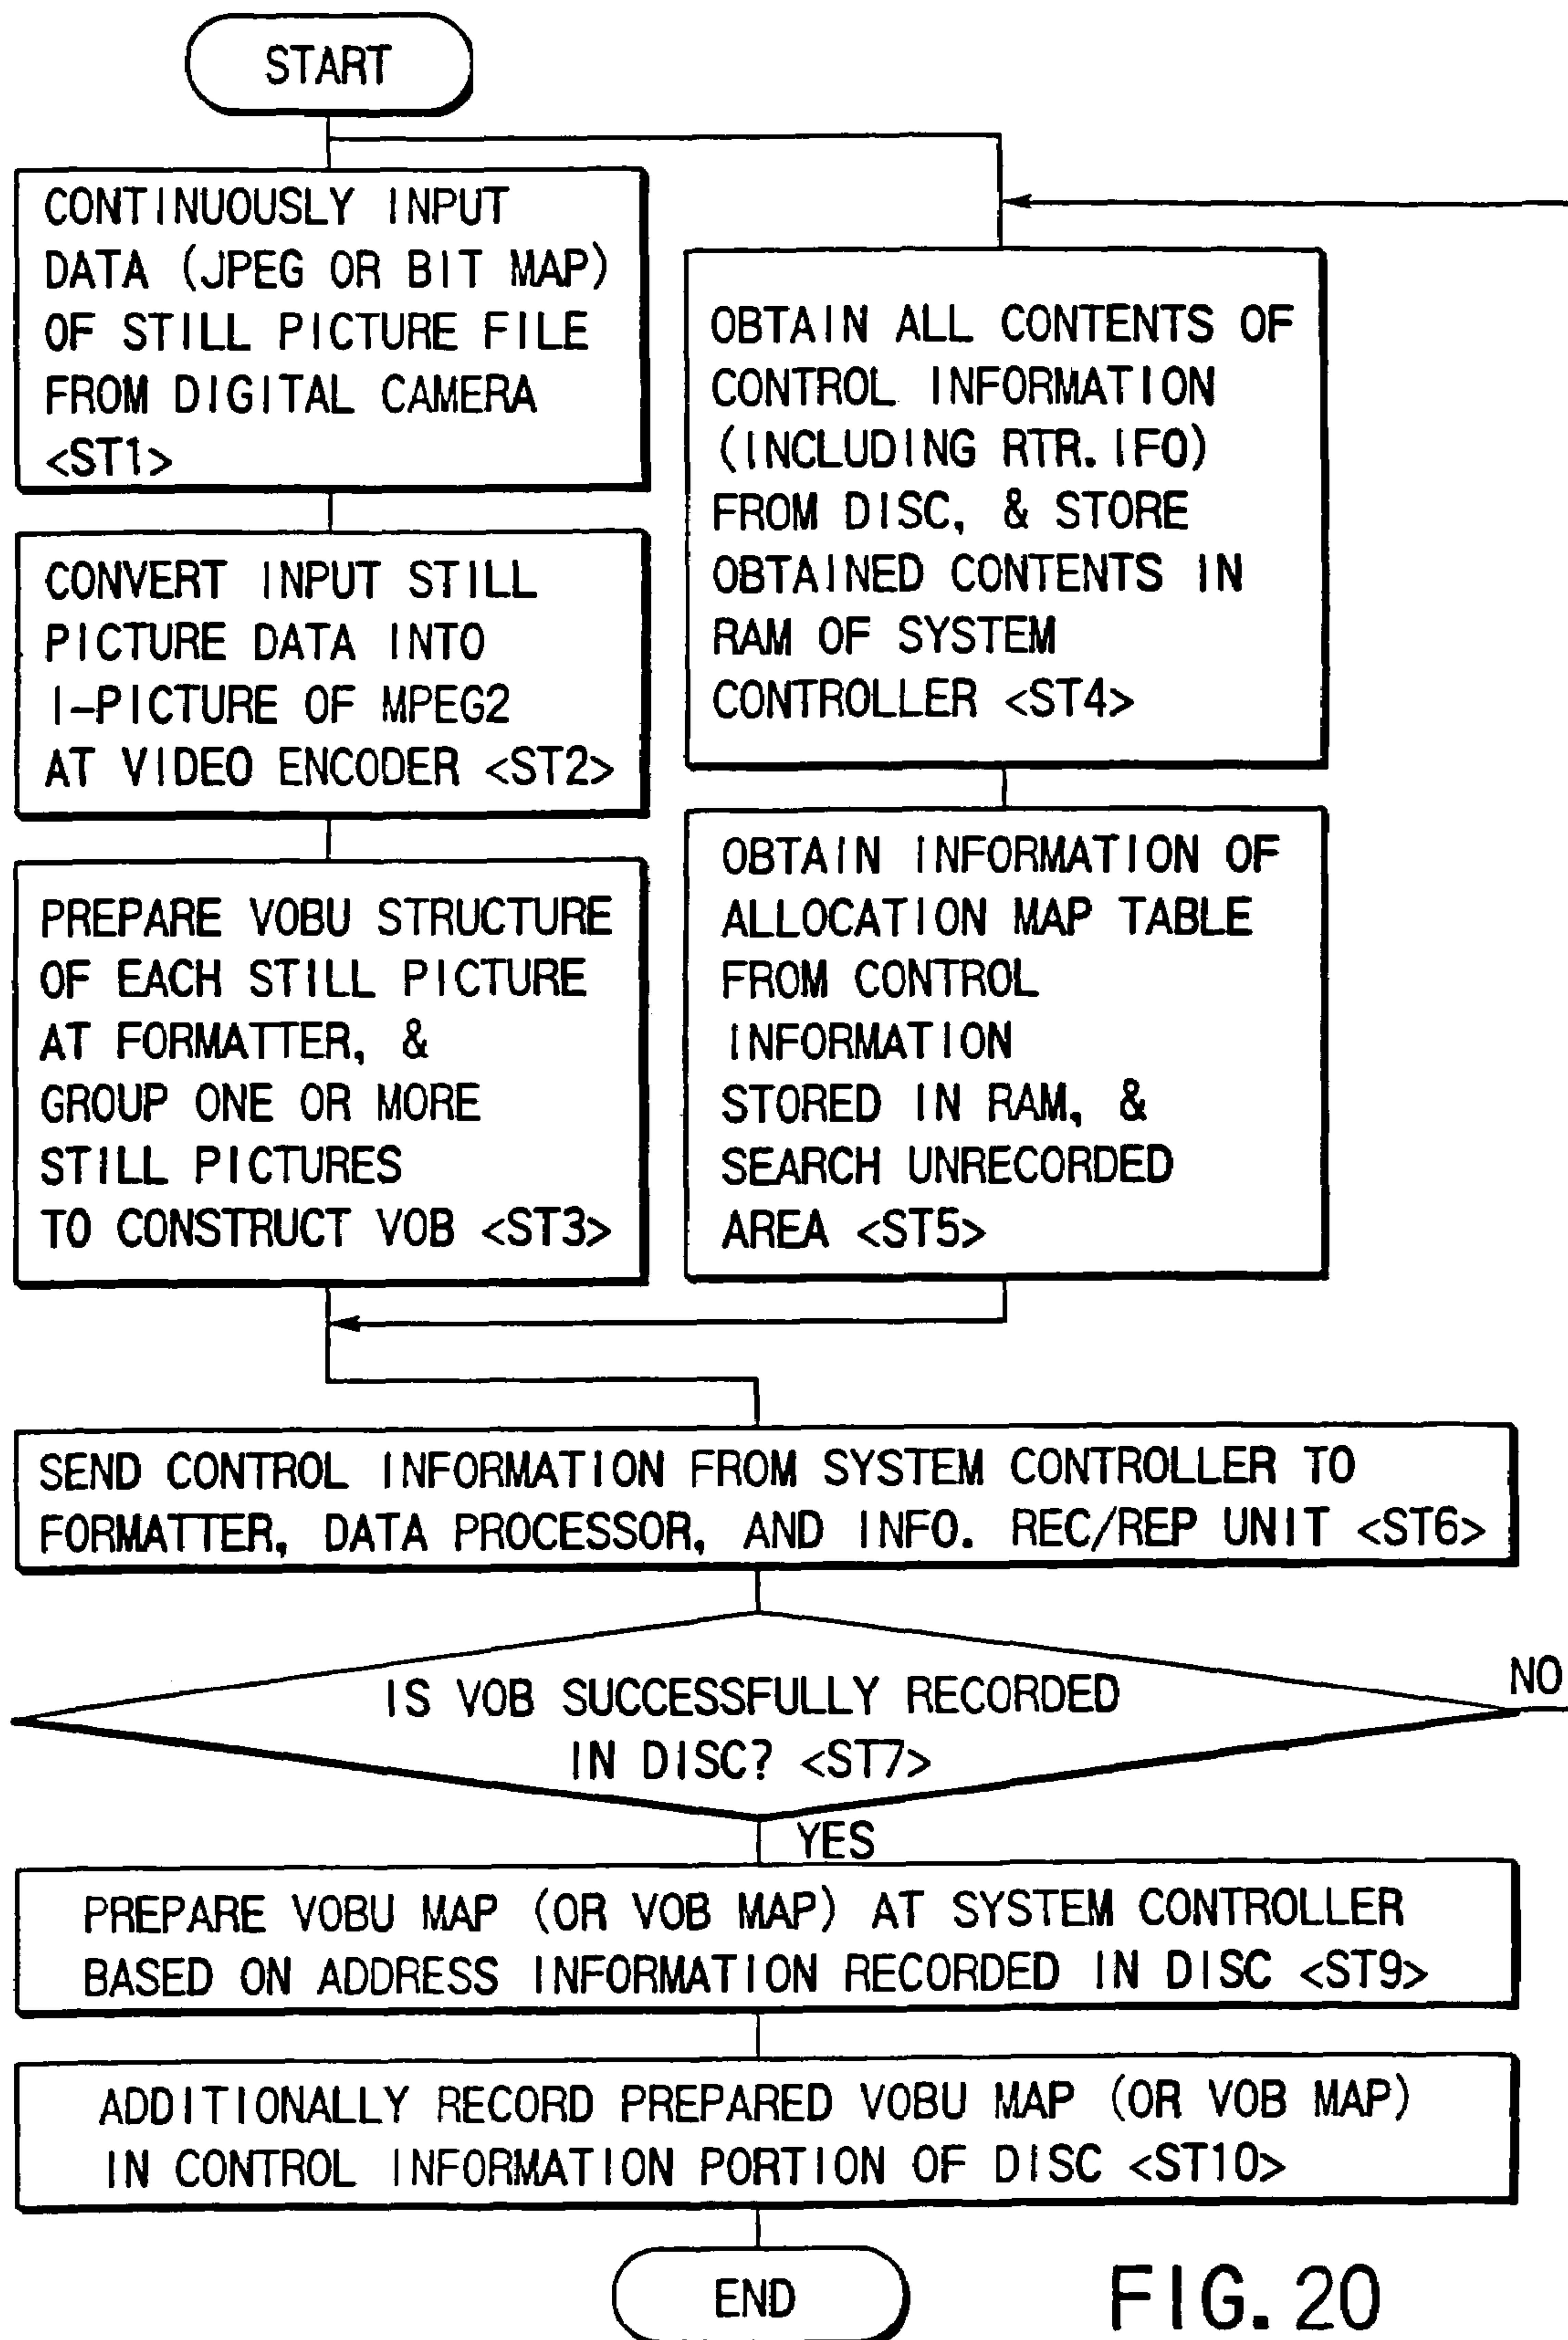 START
CONTINUOUSLY INPUT
DATA (JPEG OR BIT MAP)
OF STILL PICTURE FILE
FROM DIGITAL CAMERA
<ST1>
CONVERT INPUT STILL
PICTURE DATA INTO
I-PICTURE OF MPEG2
AT VIDEO ENCODER <ST2>
PREPARE VOBU STRUCTURE
OF EACH STILL PICTURE
AT FORMATTER, &
GROUP ONE OR MORE
STILL PICTURES
TO CONSTRUCT VOB <ST3>
OBTAIN ALL CONTENTS OF
CONTROL INFORMATION
(INCLUDING RTR. IFO)
FROM DISC, & STORE
OBTAINED CONTENTS IN
RAM OF SYSTEM
CONTROLLER <ST4>
OBTAIN INFORMATION OF
ALLOCATION MAP TABLE
FROM CONTROL
INFORMATION
STORED IN RAM, &
SEARCH UNRECORDED
AREA <ST5>
SEND CONTROL INFORMATION FROM SYSTEM CONTROLLER TO
FORMATTER, DATA PROCESSOR, AND INFO. REC/REP UNIT <ST6>
IS VOB SUCCESSFULLY RECORDED
IN DISC? <ST7>
NO
YES
PREPARE VOBU MAP (OR VOB MAP) AT SYSTEM CONTROLLER
BASED ON ADDRESS INFORMATION RECORDED IN DISC <ST9>
ADDITIONALLY RECORD PREPARED VOBU MAP (OR VOB MAP)
IN CONTROL INFORMATION PORTION OF DISC <ST10>
END
FIG. 20